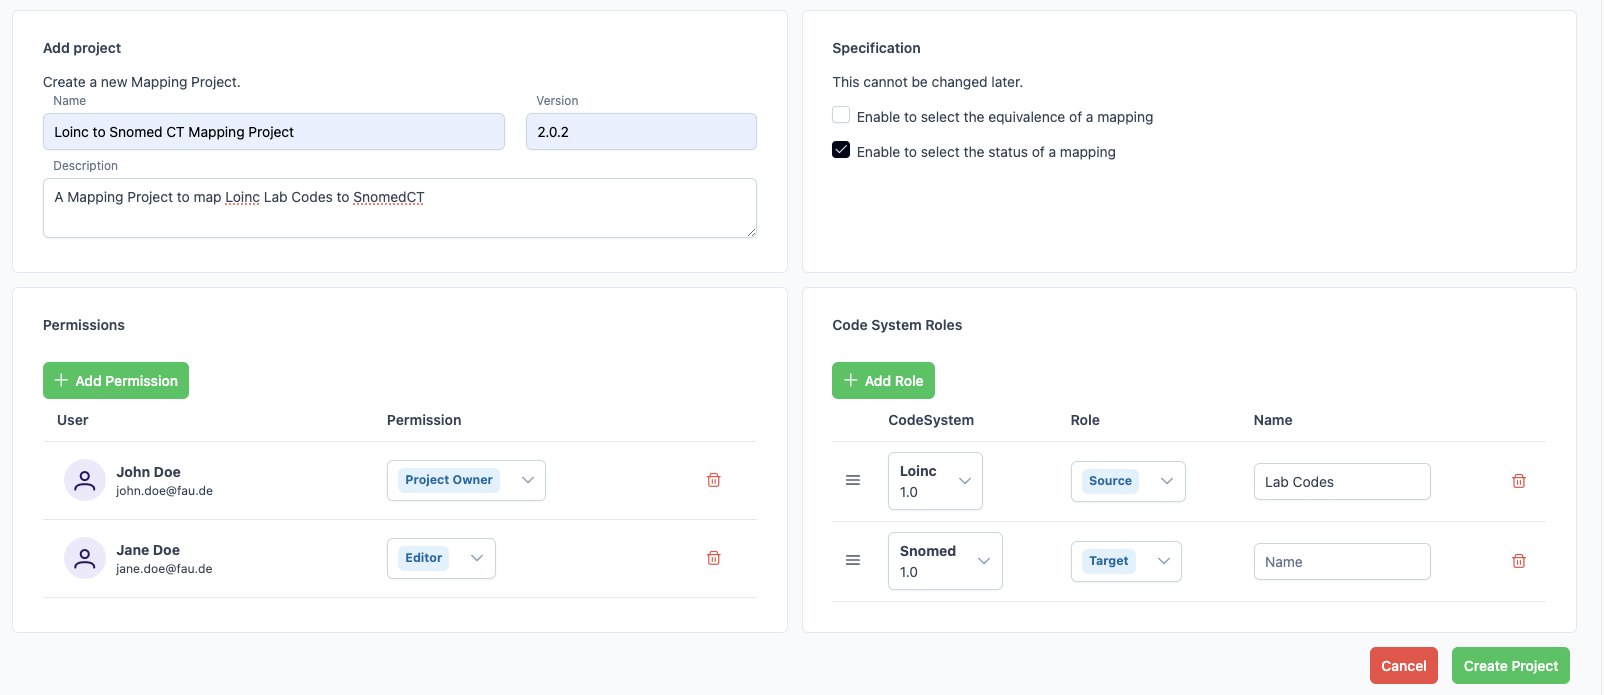 Add project
Create a new Mapping Project.
Name
Version
Loinc to Snomed CT Mapping Project
2.0.2
Description
A Mapping Project to map Loinc Lab Codes to SnomedCT
Specification
This cannot be changed later.
Enable to select the equivalence of a mapping
Enable to select the status of a mapping
Permissions
Add Permission
User
Permission
John Doe
john.doe@fau.de
Project Owner
Jane Doe
jane.doe@fau.de
Editor
Code System Roles
Add Role
CodeSystem
Role
Name
Loinc
1.0
Source
Lab Codes
Snomed
1.0
Target
Name
Cancel
Create Project